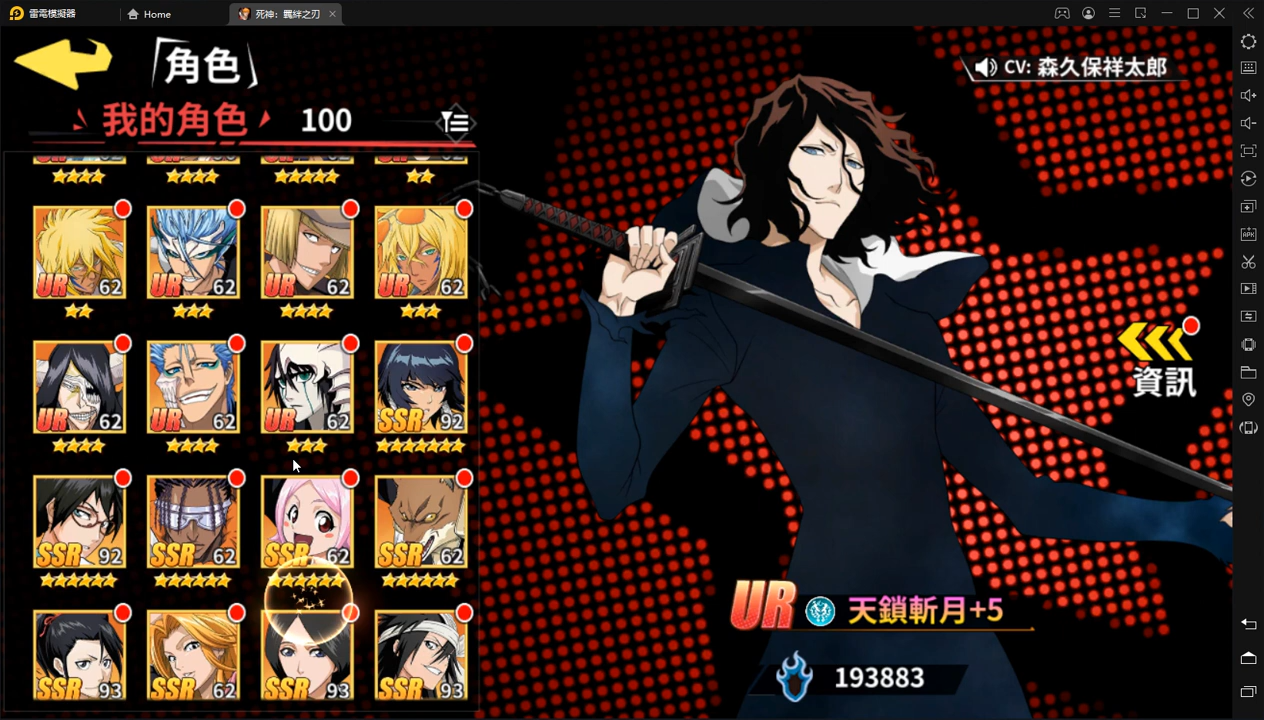 雷電模擬器
Home
死神：羈絆之刃
角色
我的角色 100
CV: 森久保祥太郎
UR 62
UR 62
UR 62
UR 62
UR 62
UR 62
UR 62
SSR 92
資訊
SSR 92
SSR 62
SSR 62
SSR 62
SSR 93
SSR 62
SSR 93
SSR 93
UR 天鎖斬月+5
193883
APK